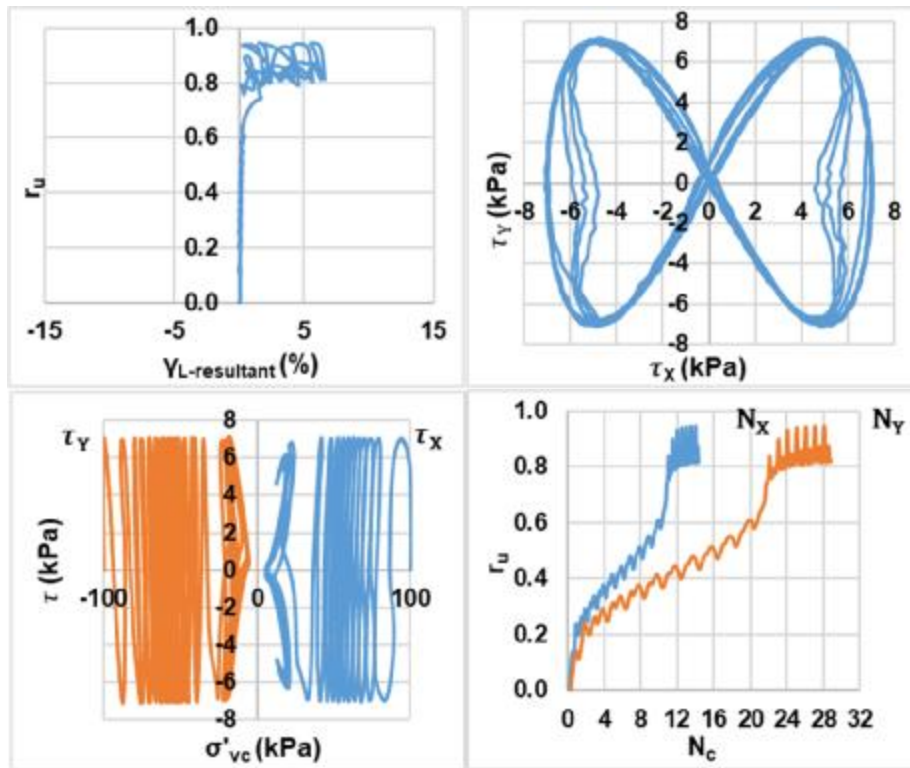 1.0
0.8
0.6
0.4
0.2
0.0
r_u
-15
-5
5
15
γ_L-resultant (%)
8
6
4
2
0
-2
-4
-6
-8
τ_Y (kPa)
-8 -6 -4 -2 0 2 4 6 8
τ_X (kPa)
τ_Y
τ_X
8
6
4
2
0
-2
-4
-6
-8
τ (kPa)
-100 0 100
σ'_vc (kPa)
1.0
0.8
0.6
0.4
0.2
0.0
r_u
N_X
N_Y
0 4 8 12 16 20 24 28 32
N_c